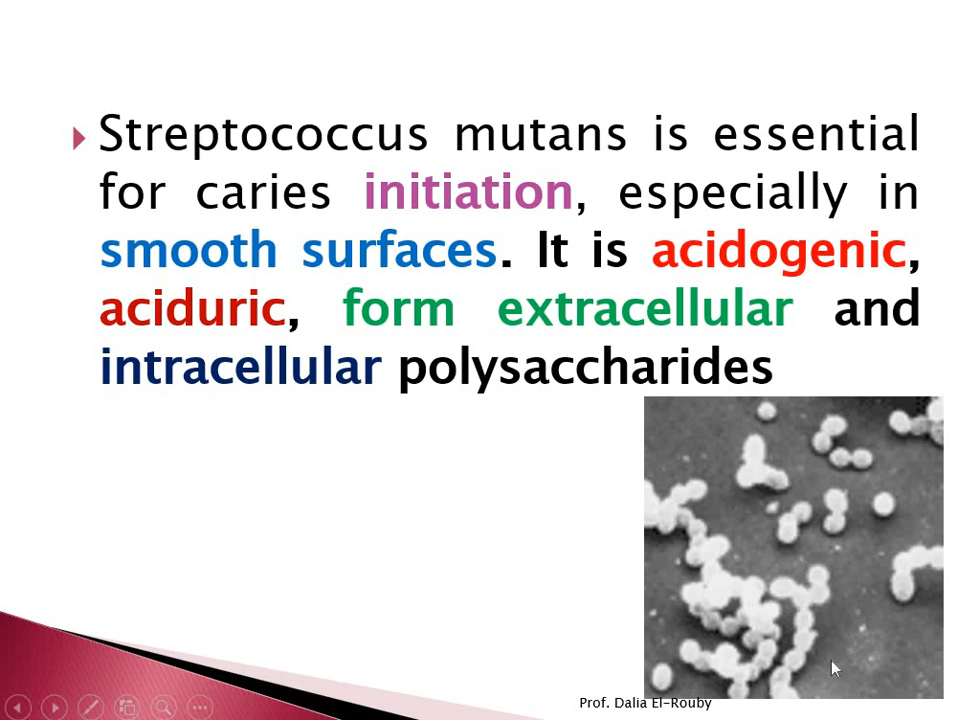 Streptococcus mutans is essential
for caries initiation, especially in
smooth surfaces. It is acidogenic,
aciduric, form extracellular and
intracellular polysaccharides
Prof. Dalia El-Rouby